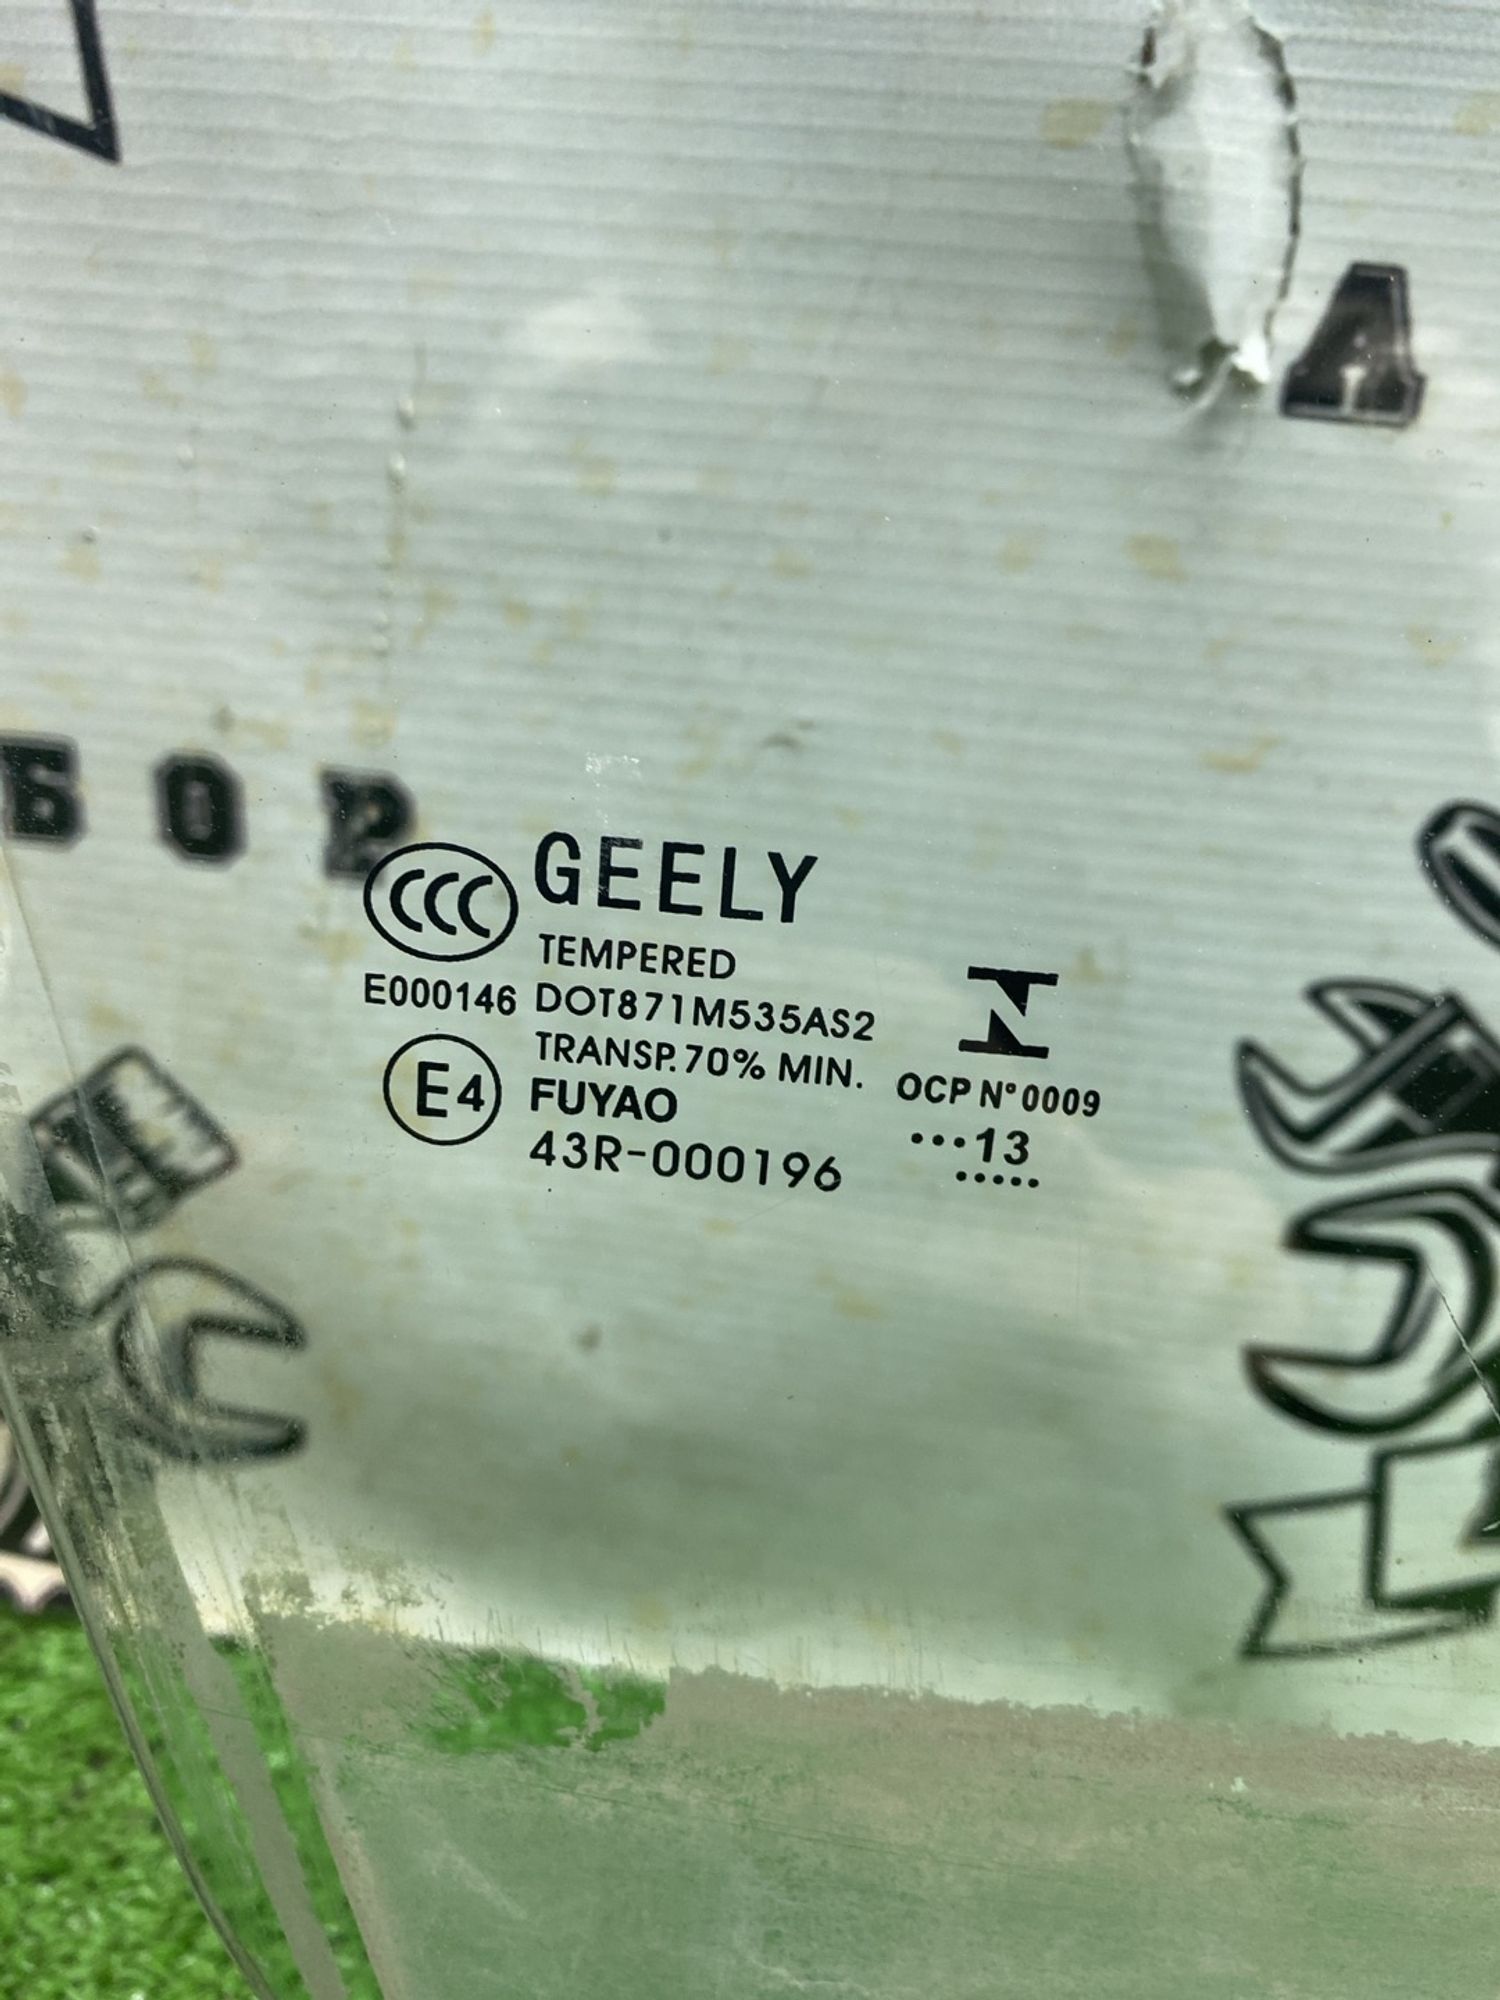 БОР
А
CCC
GEELY
TEMPERED
E000146 DOT871M535AS2
TRANSP. 70% MIN.
E4
FUYAO
43R-000196
OCP N° 0009
···13
·····